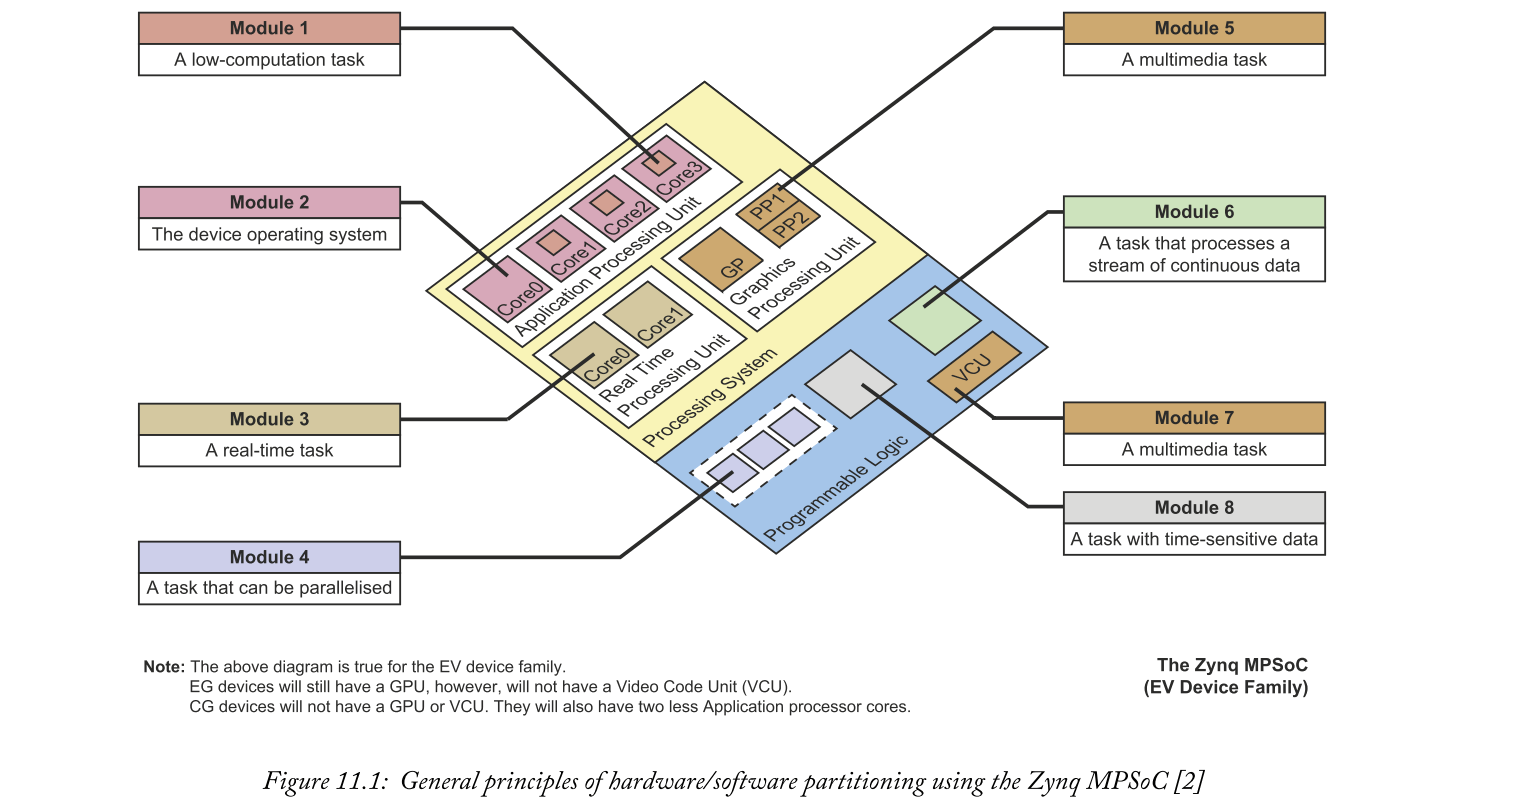 Module 1
A low-computation task
Module 2
The device operating system
Module 3
A real-time task
Module 4
A task that can be parallelised
Core0
Core1
Core2
Core3
Application Processing Unit
PP1
PP2
GP
Graphics
Processing Unit
Core0
Core1
Real Time
Processing Unit
Processing System
VCU
Programmable Logic
Module 5
A multimedia task
Module 6
A task that processes a
stream of continuous data
Module 7
A multimedia task
Module 8
A task with time-sensitive data
Note: The above diagram is true for the EV device family.
EG devices will still have a GPU, however, will not have a Video Code Unit (VCU).
CG devices will not have a GPU or VCU. They will also have two less Application processor cores.
The Zynq MPSoC
(EV Device Family)
Figure 11.1: General principles of hardware/software partitioning using the Zynq MPSoC [2]